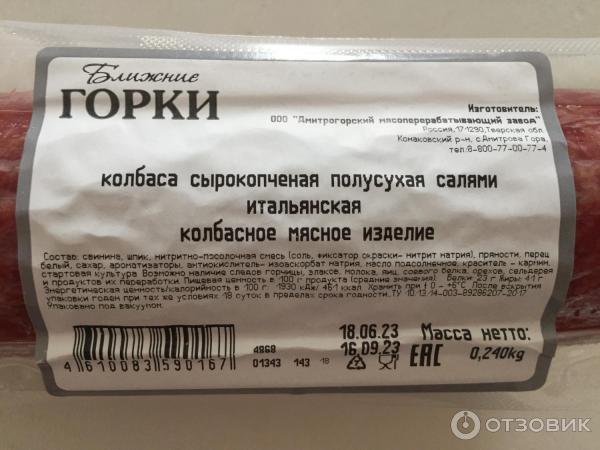 Ближние
ГОРКИ
Изготовитель:
ООО "Дмитрогорский мясоперерабатывающий завод"
Россия,171290,Тверская обл.
Конаковский р-н, с.Дмитрова Гора,
тел.:8-800-77-00-77-4
колбаса сырокопченая полусухая салями
итальянская
колбасное мясное изделие
Состав: свинина, шпик, нитритно-посолочная смесь (соль, фиксатор окраски- нитрит натрия), пряности, перец
белый, сахар, ароматизаторы, антиокислитель- изоаскорбат натрия, масло подсолнечное, краситель - кармин,
стартовая культура Возможно наличие следов горчицы, злаков, молока, яиц, соевого белка, орехов, сельдерея
и продуктов их переработки. Пищевая ценность в 100 г продукта (средние значения): Белки: 23 г Жиры: 41 г
Энергетическая ценность/калорийность в 100 г: 1930 кДж/ 461 ккал. Хранить при t 0 - +6°C. После вскрытия
упаковки годен при тех же условиях 18 суток в пределах срока годности.ТУ 10.13.14-003-89286207-2017
Упаковано под вакуумом.
4 610083 590167
4868
01343 143 18
18.06.23
16.09.23
EAC
Масса нетто:
0,240kg
ОТЗОВИК